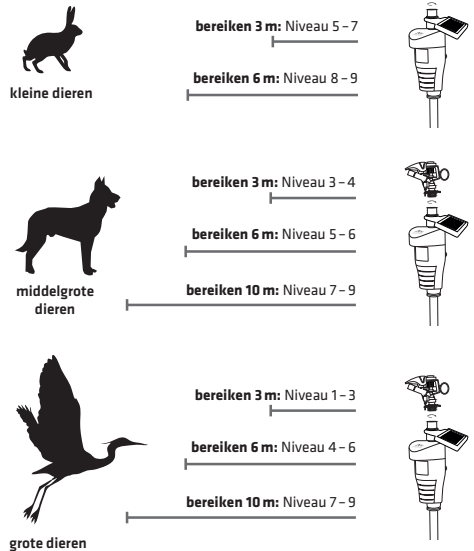 bereiken 3 m: Niveau 5 – 7
bereiken 6 m: Niveau 8 – 9
kleine dieren
bereiken 3 m: Niveau 3 – 4
bereiken 6 m: Niveau 5 – 6
middelgrote
dieren
bereiken 10 m: Niveau 7 – 9
bereiken 3 m: Niveau 1 – 3
bereiken 6 m: Niveau 4 – 6
bereiken 10 m: Niveau 7 – 9
grote dieren